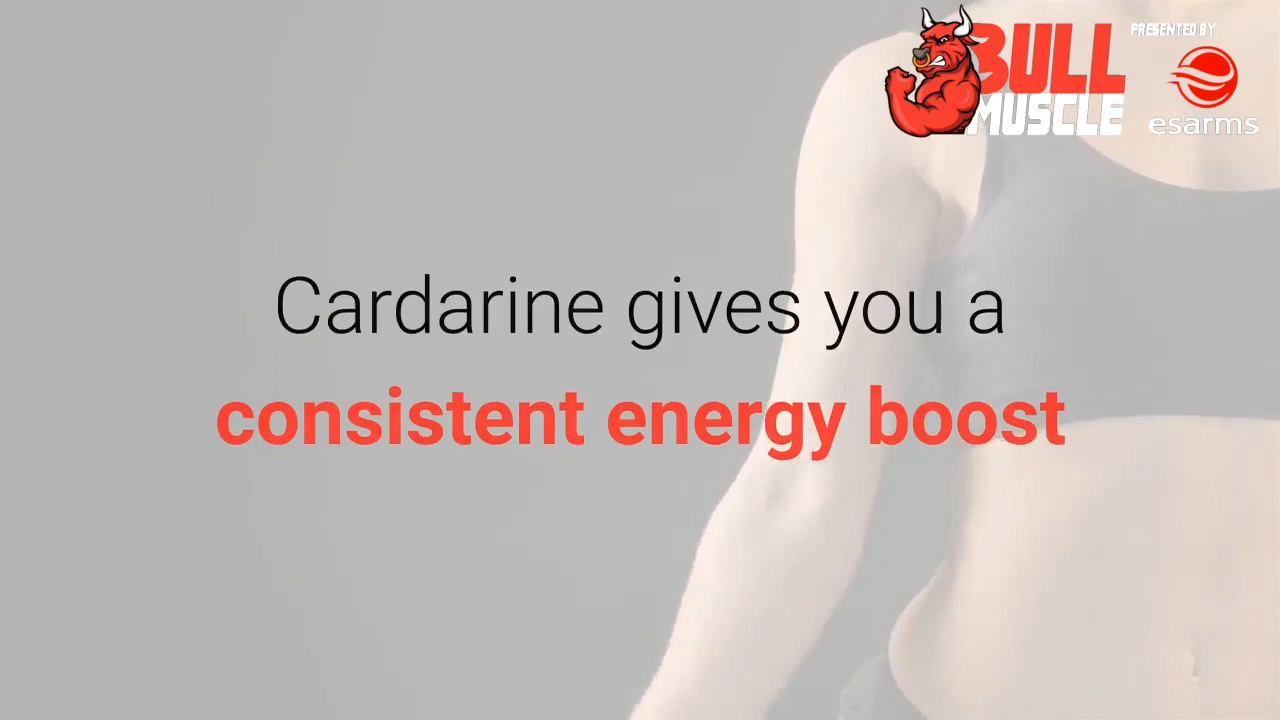 BULL
MUSCLE
PRESENTED BY
esarms
Cardarine gives you a
consistent energy boost